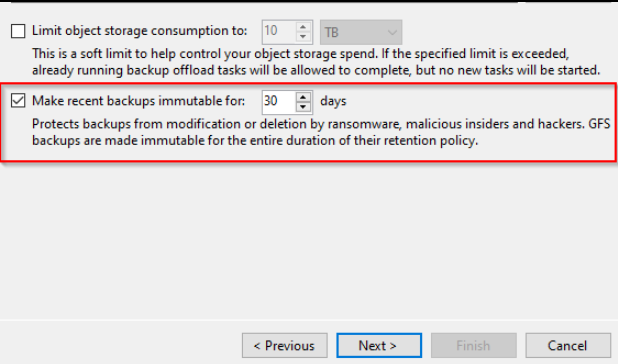 Limit object storage consumption to: 10 TB
This is a soft limit to help control your object storage spend. If the specified limit is exceeded,
already running backup offload tasks will be allowed to complete, but no new tasks will be started.
Make recent backups immutable for: 30 days
Protects backups from modification or deletion by ransomware, malicious insiders and hackers. GFS
backups are made immutable for the entire duration of their retention policy.
< Previous Next > Finish Cancel